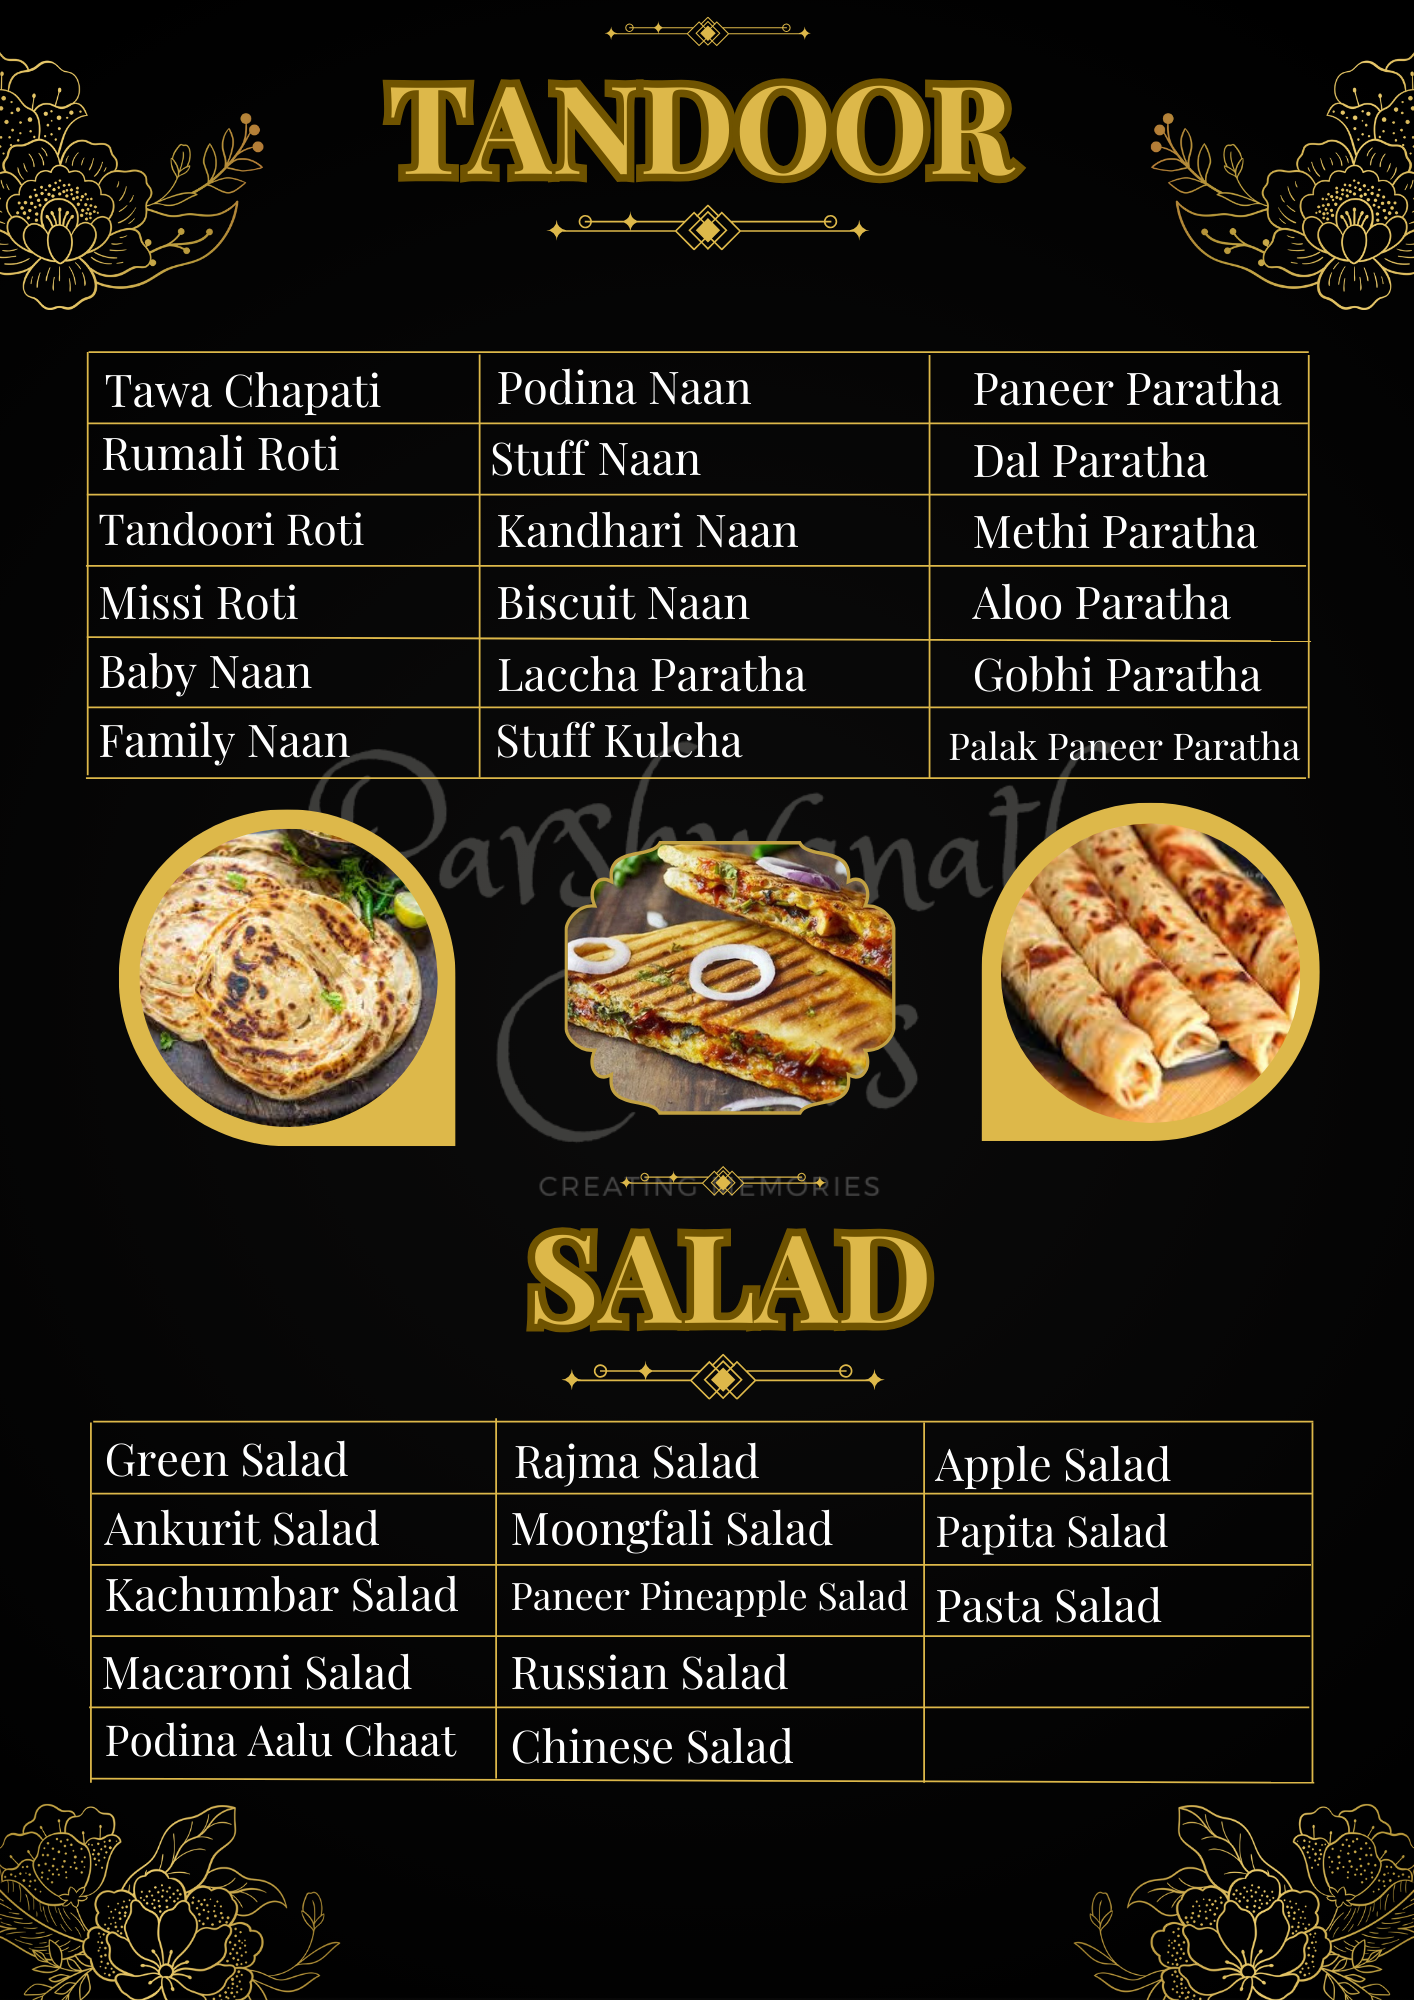 TANDOOR
Tawa Chapati Podina Naan Paneer Paratha
Rumali Roti Stuff Naan Dal Paratha
Tandoori Roti Kandhari Naan Methi Paratha
Missi Roti Biscuit Naan Aloo Paratha
Baby Naan Laccha Paratha Gobhi Paratha
Family Naan Stuff Kulcha Palak Paneer Paratha
Parshwanath
CREATING MEMORIES
SALAD
Green Salad Rajma Salad Apple Salad
Ankurit Salad Moongfali Salad Papita Salad
Kachumbar Salad Paneer Pineapple Salad Pasta Salad
Macaroni Salad Russian Salad
Podina Aalu Chaat Chinese Salad